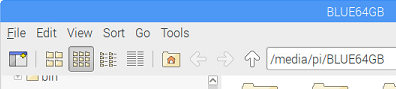 BLUE64GB
File Edit View Sort Go Tools
/media/pi/BLUE64GB
bin